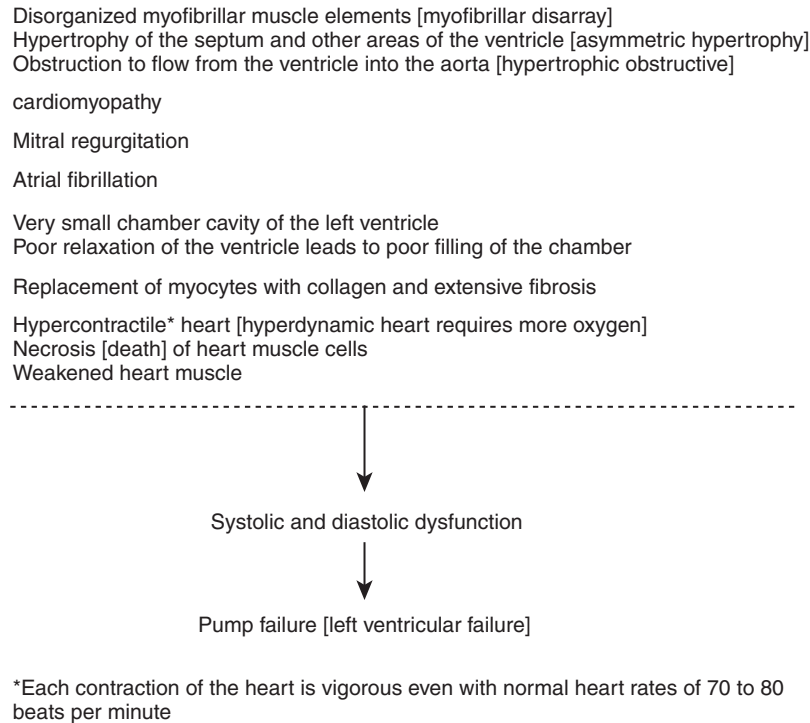 Disorganized myofibrillar muscle elements [myofibrillar disarray]
Hypertrophy of the septum and other areas of the ventricle [asymmetric hypertrophy]
Obstruction to flow from the ventricle into the aorta [hypertrophic obstructive]
cardiomyopathy
Mitral regurgitation
Atrial fibrillation
Very small chamber cavity of the left ventricle
Poor relaxation of the ventricle leads to poor filling of the chamber
Replacement of myocytes with collagen and extensive fibrosis
Hypercontractile* heart [hyperdynamic heart requires more oxygen]
Necrosis [death] of heart muscle cells
Weakened heart muscle
Systolic and diastolic dysfunction
Pump failure [left ventricular failure]
*Each contraction of the heart is vigorous even with normal heart rates of 70 to 80
beats per minute